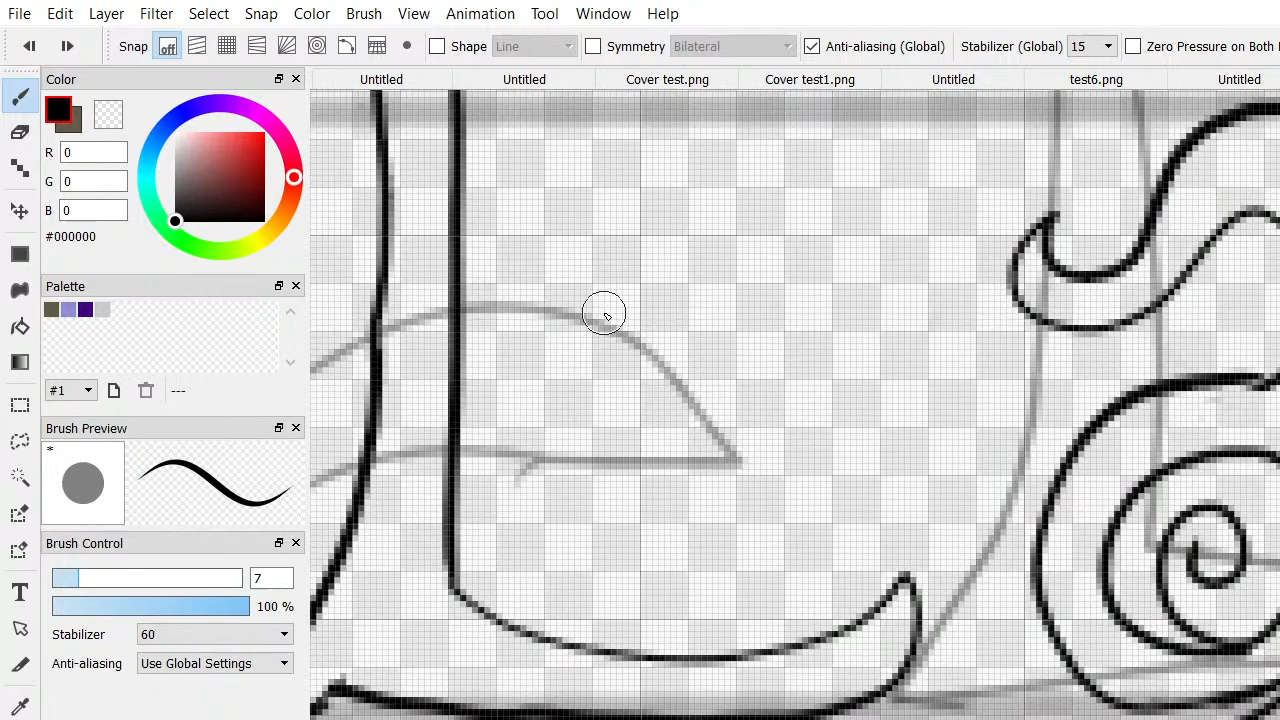 File Edit Layer Filter Select Snap Color Brush View Animation Tool Window Help
Snap off Shape Line Symmetry Bilateral Anti-aliasing (Global) Stabilizer (Global) 15 Zero Pressure on Both
Color
Untitled Untitled Cover test.png Cover test1.png Untitled test6.png Untitled
R 0
G 0
B 0
#000000
Palette
#1 ---
Brush Preview
*
Brush Control
7
100 %
Stabilizer 60
Anti-aliasing Use Global Settings
T